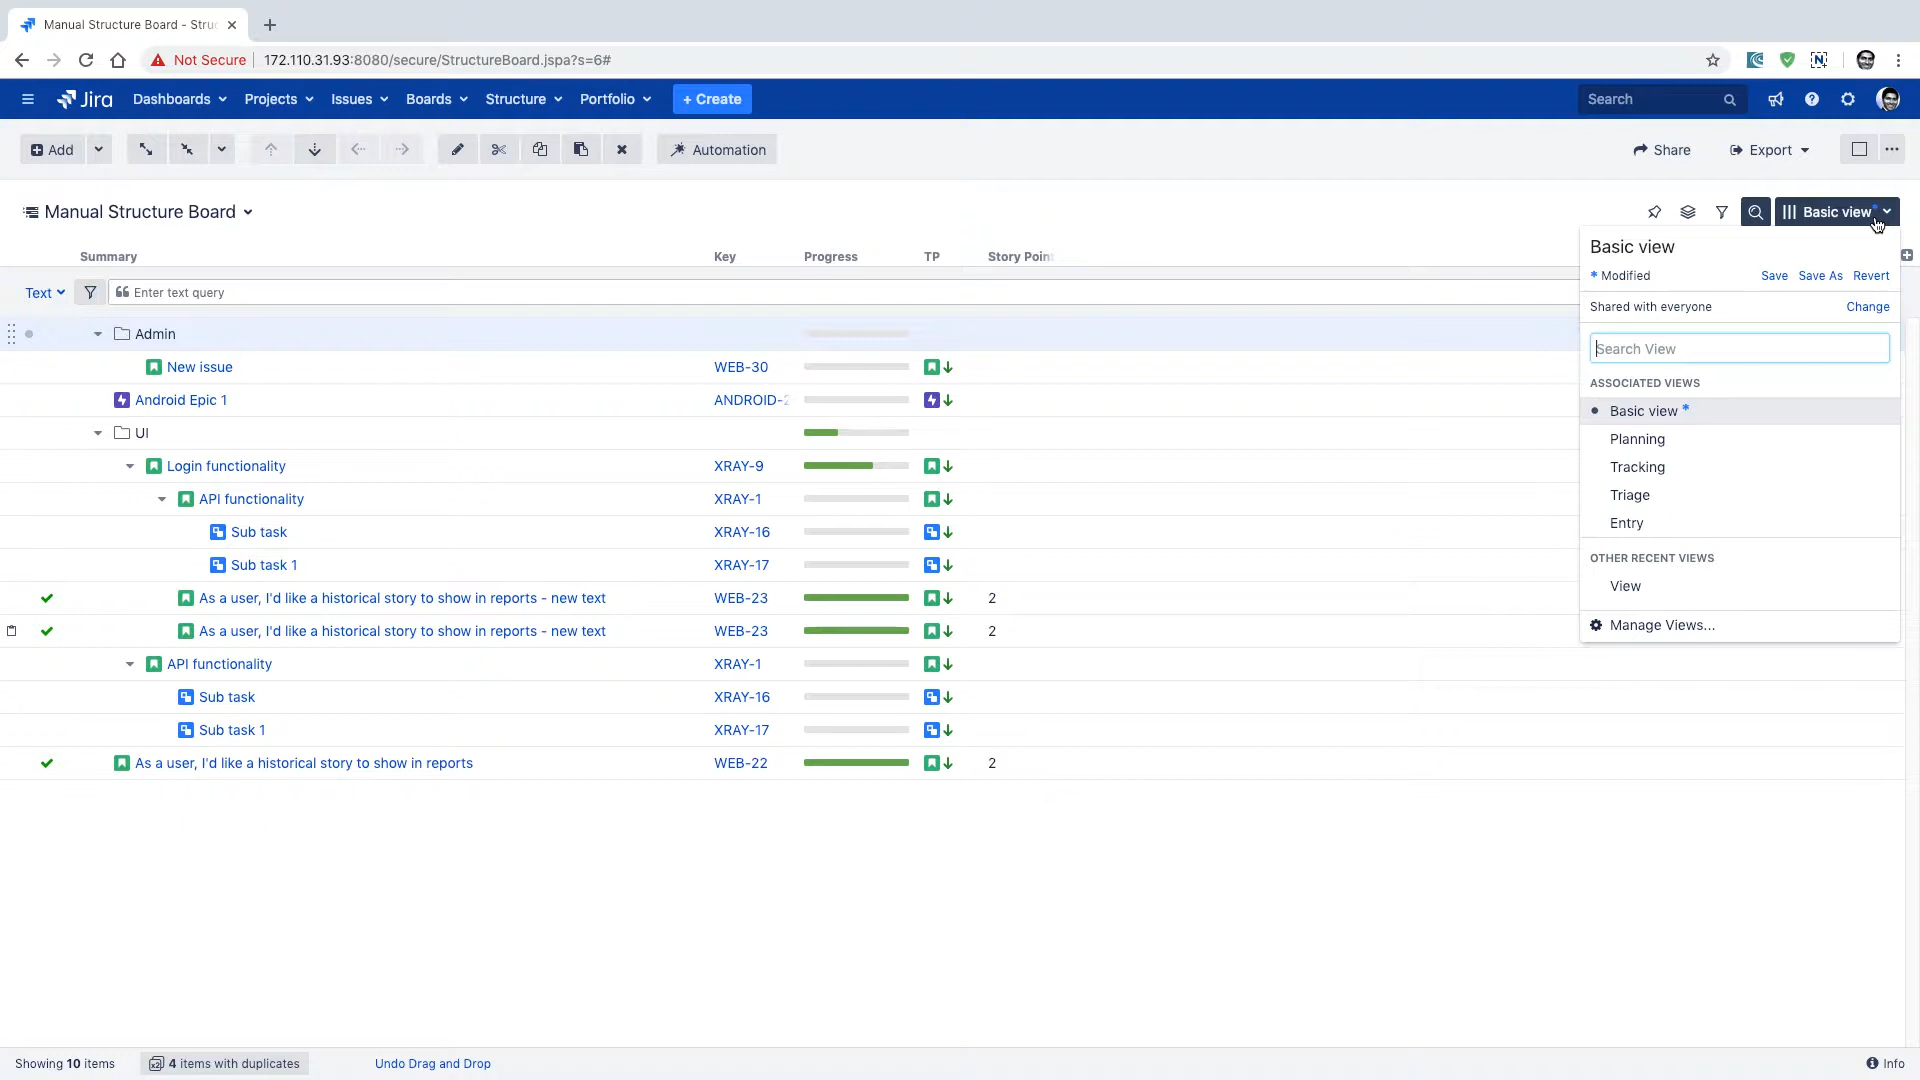 Manual Structure Board - Struc
Not Secure 172.110.31.93:8080/secure/StructureBoard.jspa?s=6#
Jira Dashboards Projects Issues Boards Structure Portfolio + Create Search
Add Automation Share Export
Manual Structure Board Basic view
Summary Key Progress TP Story Point
Text Enter text query
Admin
New issue WEB-30
Android Epic 1 ANDROID-2
UI
Login functionality XRAY-9
API functionality XRAY-1
Sub task XRAY-16
Sub task 1 XRAY-17
As a user, I'd like a historical story to show in reports - new text WEB-23 2
As a user, I'd like a historical story to show in reports - new text WEB-23 2
API functionality XRAY-1
Sub task XRAY-16
Sub task 1 XRAY-17
As a user, I'd like a historical story to show in reports WEB-22 2
Basic view
* Modified Save Save As Revert
Shared with everyone Change
Search View
ASSOCIATED VIEWS
Basic view *
Planning
Tracking
Triage
Entry
OTHER RECENT VIEWS
View
Manage Views...
Showing 10 items x2 4 items with duplicates Undo Drag and Drop Info